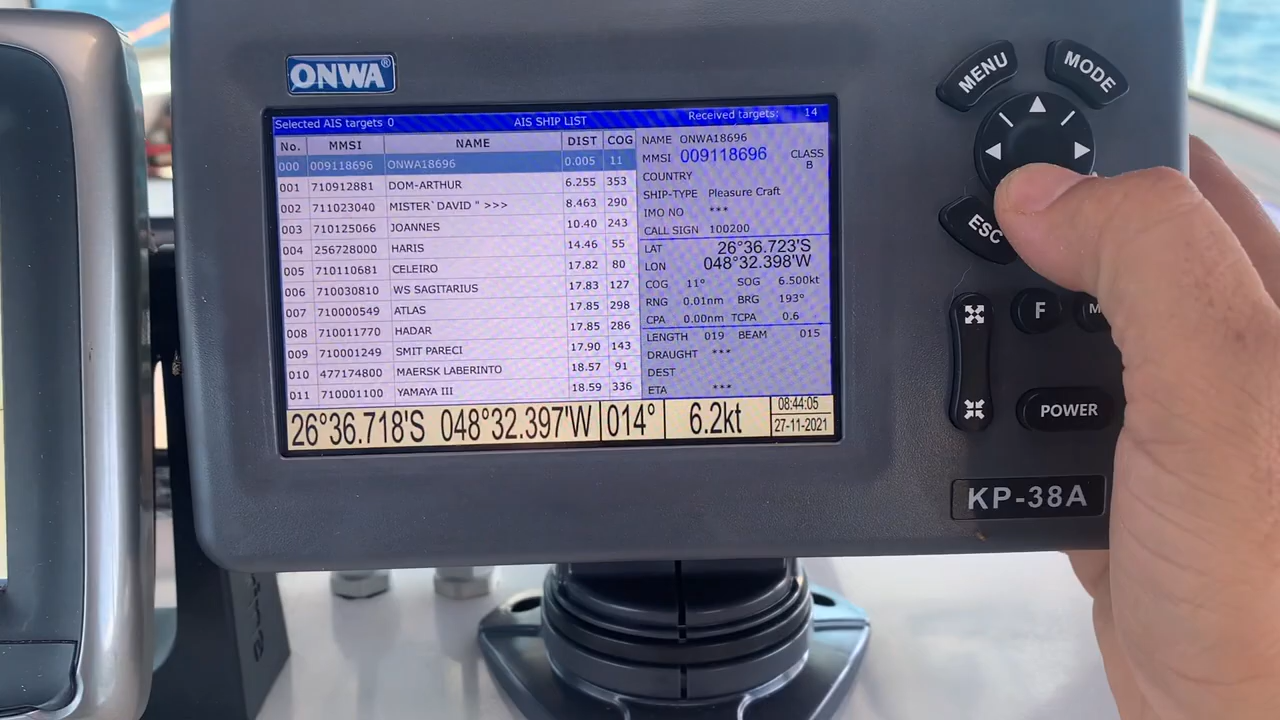 ONWA®
Selected AIS targets 0 AIS SHIP LIST Received targets: 14
No. MMSI NAME DIST COG
000 009118696 ONWA18696 0.005 11
001 710912881 DOM-ARTHUR 6.255 353
002 711023040 MISTER` DAVID " >>> 8.463 290
003 710125066 JOANNES 10.40 243
004 256728000 HARIS 14.46 55
005 710110681 CELEIRO 17.82 80
006 710030810 WS SAGITARIUS 17.83 127
007 710000549 ATLAS 17.85 298
008 710011770 HADAR 17.85 286
009 710001249 SMIT PARECI 17.90 143
010 477174800 MAERSK LABERINTO 18.57 91
011 710001100 YAMAYA III 18.59 336
NAME ONWA18696
MMSI 009118696 CLASS B
COUNTRY
SHIP-TYPE Pleasure Craft
IMO NO ***
CALL SIGN 100200
LAT 26°36.723'S
LON 048°32.398'W
COG 11° SOG 6.500kt
RNG 0.01nm BRG 193°
CPA 0.00nm TCPA 0.6
LENGTH 019 BEAM 015
DRAUGHT ***
DEST
ETA ***
26°36.718'S 048°32.397'W 014° 6.2kt 08:44:05
27-11-2021
MENU MODE
ESC
F M
POWER
KP-38A